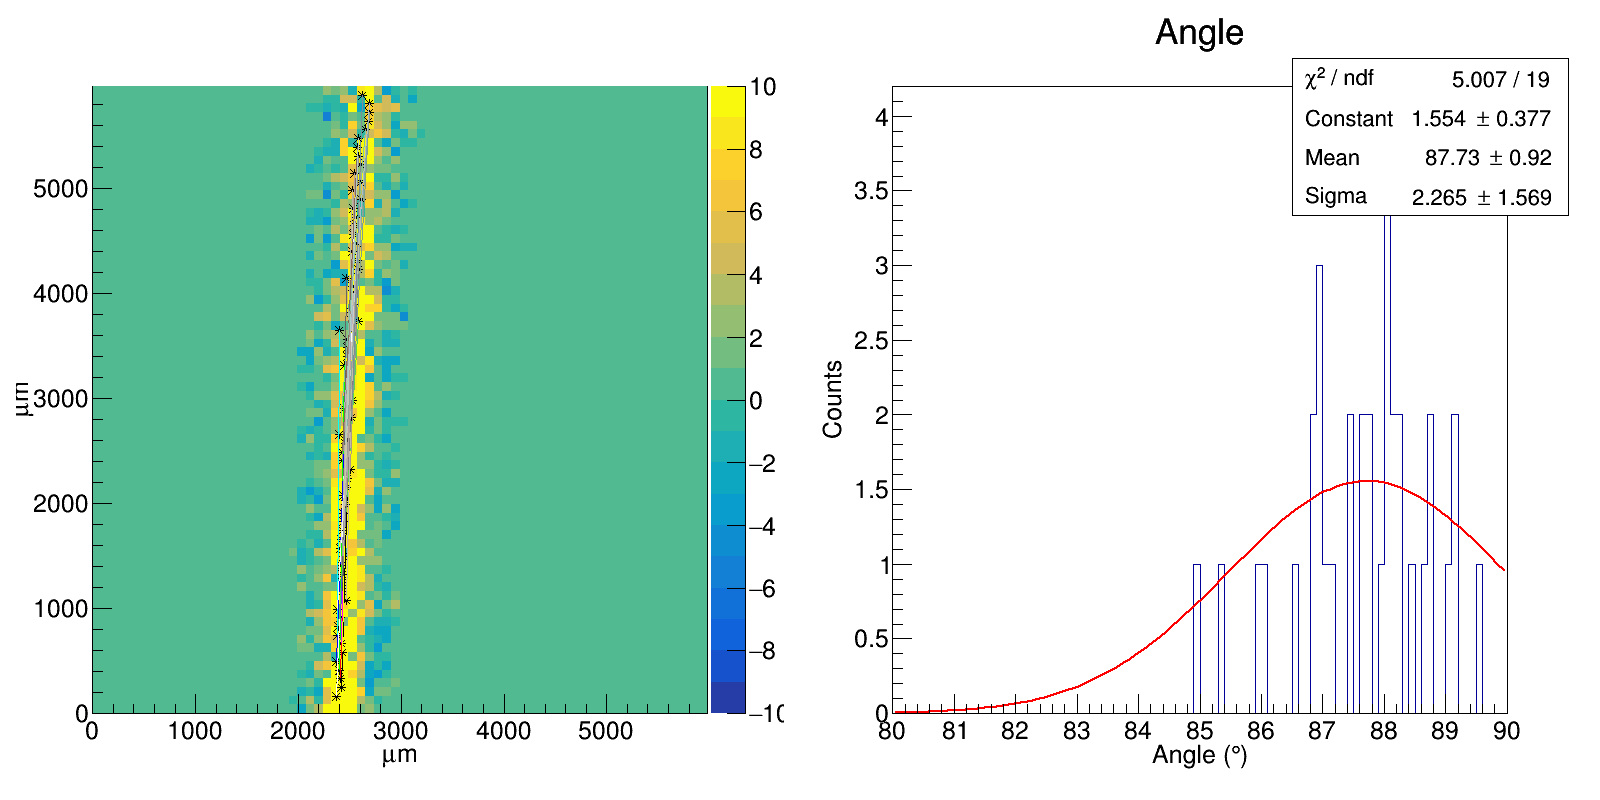 Angle
χ² / ndf 5.007 / 19
Constant 1.554 ± 0.377
Mean 87.73 ± 0.92
Sigma 2.265 ± 1.569
μm
5000
4000
3000
2000
1000
0
0 1000 2000 3000 4000 5000
μm
10
8
6
4
2
0
−2
−4
−6
−8
−10
Counts
4
3.5
3
2.5
2
1.5
1
0.5
0
80 81 82 83 84 85 86 87 88 89 90
Angle (°)